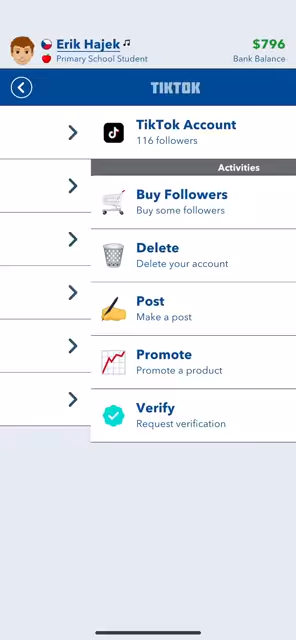 Erik Hajek
$796
Primary School Student
Bank Balance
TIKTOK
TikTok Account
116 followers
Activities
Buy Followers
Buy some followers
Delete
Delete your account
Post
Make a post
Promote
Promote a product
Verify
Request verification